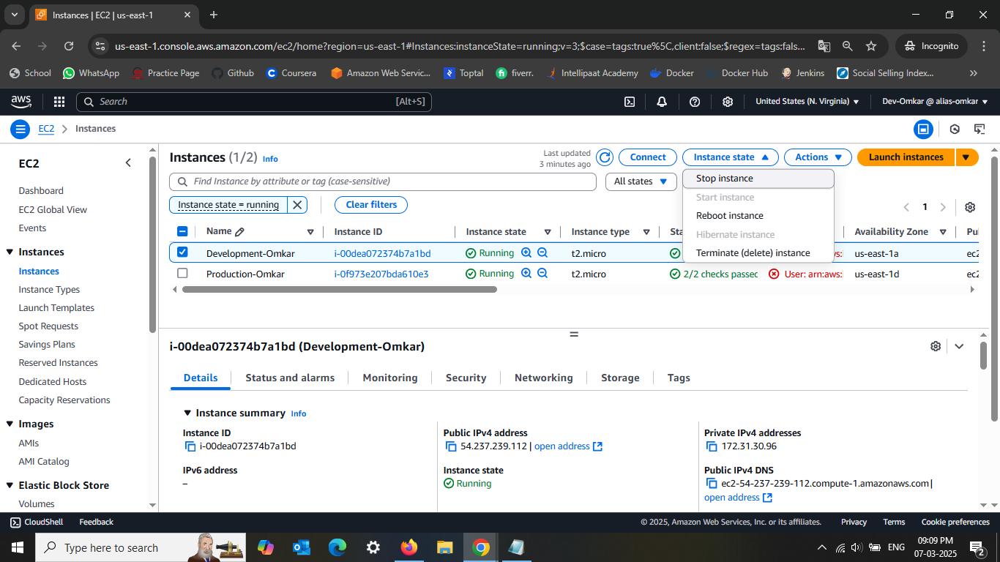 Instances | EC2 | us-east-1
us-east-1.console.aws.amazon.com/ec2/home?region=us-east-1#Instances:instanceState=running;v=3;$case=tags:true%5C,client:false;$regex=tags:fals...
Incognito
School WhatsApp Practice Page Github Coursera Amazon Web Servic... Toptal fiverr. Intellipaat Academy Docker Docker Hub Jenkins Social Selling Index...
aws Search [Alt+S] United States (N. Virginia) Dev-Omkar @ alias-omkar
EC2 Instances
EC2
Dashboard
EC2 Global View
Events
Instances
Instances
Instance Types
Launch Templates
Spot Requests
Savings Plans
Reserved Instances
Dedicated Hosts
Capacity Reservations
Images
AMIs
AMI Catalog
Elastic Block Store
Volumes
Instances (1/2) Info
Last updated
3 minutes ago
Connect Instance state Actions Launch instances
Find Instance by attribute or tag (case-sensitive) All states
Stop instance
Start instance
Reboot instance
Hibernate instance
Terminate (delete) instance
Instance state = running Clear filters 1
Name Instance ID Instance state Instance type Sta Availability Zone Pu
Development-Omkar i-00dea072374b7a1bd Running t2.micro us-east-1a ec2
Production-Omkar i-0f973e207bda610e3 Running t2.micro 2/2 checks passec User: arn:aws:i us-east-1d ec2
i-00dea072374b7a1bd (Development-Omkar)
Details Status and alarms Monitoring Security Networking Storage Tags
Instance summary Info
Instance ID
i-00dea072374b7a1bd
IPv6 address
–
Public IPv4 address
54.237.239.112 | open address
Instance state
Running
Private IPv4 addresses
172.31.30.96
Public IPv4 DNS
ec2-54-237-239-112.compute-1.amazonaws.com |
open address
CloudShell Feedback © 2025, Amazon Web Services, Inc. or its affiliates. Privacy Terms Cookie preferences
Type here to search
ENG
09:09 PM
07-03-2025
2